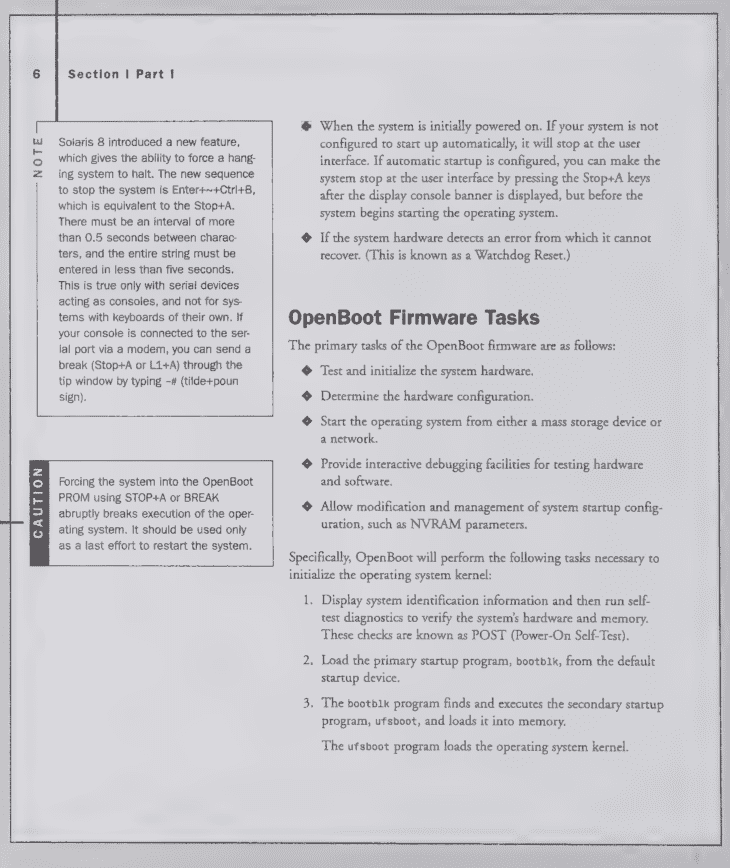 6 Section I Part I
NOTE
Solaris 8 introduced a new feature,
which gives the ability to force a hang-
ing system to halt. The new sequence
to stop the system is Enter+~+Ctrl+B,
which is equivalent to the Stop+A.
There must be an interval of more
than 0.5 seconds between charac-
ters, and the entire string must be
entered in less than five seconds.
This is true only with serial devices
acting as consoles, and not for sys-
tems with keyboards of their own. If
your console is connected to the ser-
ial port via a modem, you can send a
break (Stop+A or L1+A) through the
tip window by typing ~# (tilde+poun
sign).
CAUTION
Forcing the system into the OpenBoot
PROM using STOP+A or BREAK
abruptly breaks execution of the oper-
ating system. It should be used only
as a last effort to restart the system.
◆ When the system is initially powered on. If your system is not
configured to start up automatically, it will stop at the user
interface. If automatic startup is configured, you can make the
system stop at the user interface by pressing the Stop+A keys
after the display console banner is displayed, but before the
system begins starting the operating system.
◆ If the system hardware detects an error from which it cannot
recover. (This is known as a Watchdog Reset.)
OpenBoot Firmware Tasks
The primary tasks of the OpenBoot firmware are as follows:
◆ Test and initialize the system hardware.
◆ Determine the hardware configuration.
◆ Start the operating system from either a mass storage device or
a network.
◆ Provide interactive debugging facilities for testing hardware
and software.
◆ Allow modification and management of system startup config-
uration, such as NVRAM parameters.
Specifically, OpenBoot will perform the following tasks necessary to
initialize the operating system kernel:
1. Display system identification information and then run self-
test diagnostics to verify the system's hardware and memory.
These checks are known as POST (Power-On Self-Test).
2. Load the primary startup program, bootblk, from the default
startup device.
3. The bootblk program finds and executes the secondary startup
program, ufsboot, and loads it into memory.
The ufsboot program loads the operating system kernel.